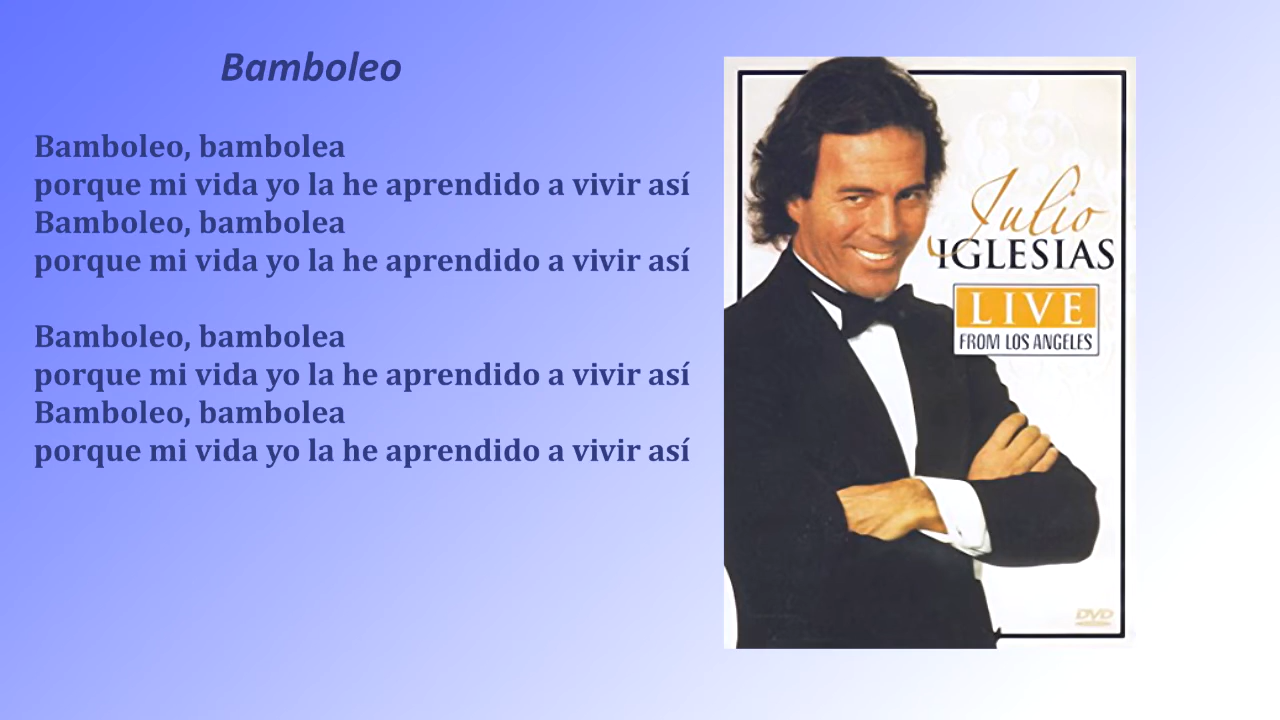 Bamboleo
Bamboleo, bambolea
porque mi vida yo la he aprendido a vivir así
Bamboleo, bambolea
porque mi vida yo la he aprendido a vivir así
Bamboleo, bambolea
porque mi vida yo la he aprendido a vivir así
Bamboleo, bambolea
porque mi vida yo la he aprendido a vivir así
Julio
IGLESIAS
LIVE
FROM LOS ANGELES
DVD